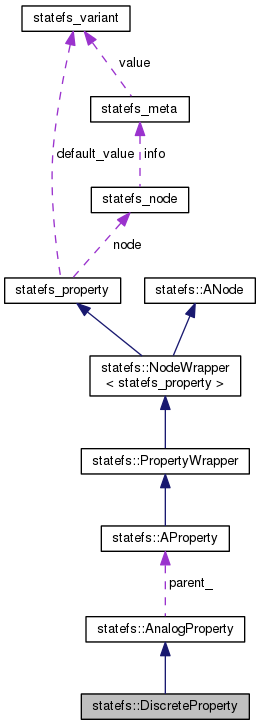 statefs_variant
value
statefs_meta
default_value
info
statefs_node
node
statefs_property
statefs::ANode
statefs::NodeWrapper
< statefs_property >
statefs::PropertyWrapper
statefs::AProperty
parent_
statefs::AnalogProperty
statefs::DiscreteProperty